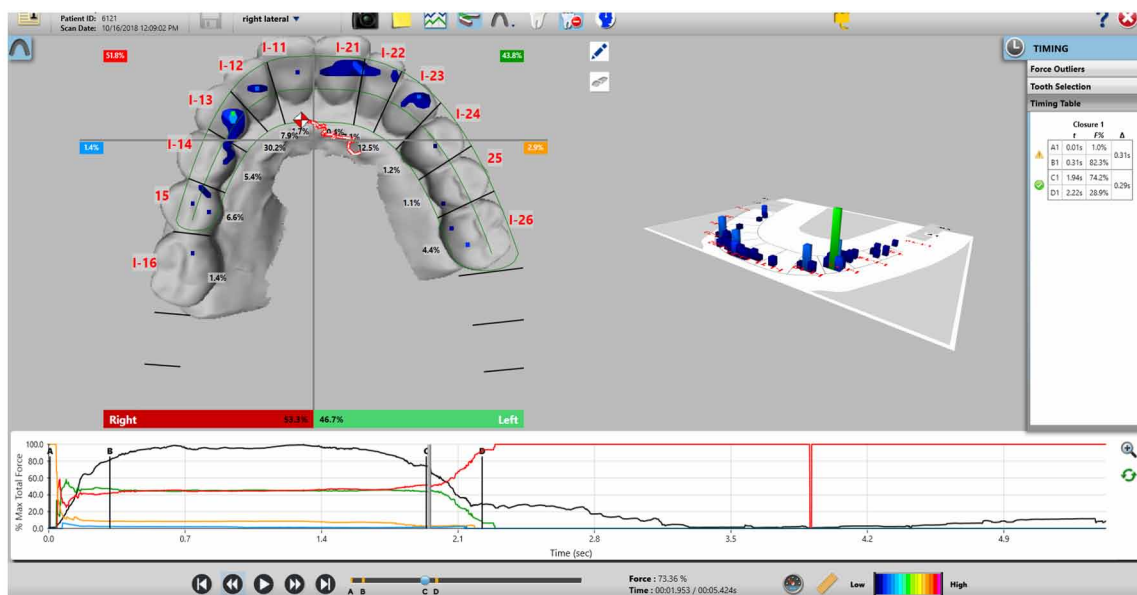 Patient ID: 6121
Scan Date: 10/16/2018 12:09:02 PM
right lateral
?
TIMING
Force Outliers
Tooth Selection
Timing Table
Closure 1
t F% Δ
A1 0.01s 1.0%
0.31s
B1 0.31s 82.3%
C1 1.94s 74.2%
0.29s
D1 2.22s 28.9%
51.8%
43.8%
I-11
I-21
I-22
I-12
I-23
I-13
I-24
I-14
25
15
I-26
I-16
1.4%
2.9%
7.9%
12.5%
30.2%
5.4%
1.2%
1.1%
6.6%
4.4%
1.4%
Right 53.3% 46.7% Left
% Max Total Force
100.0
80.0
60.0
40.0
20.0
0.0
A B C D
0.0 0.7 1.4 2.1 2.8 3.5 4.2 4.9
Time (sec)
A B C D
Force : 73.36 %
Time : 00:01.953 / 00:05.424s
Low High